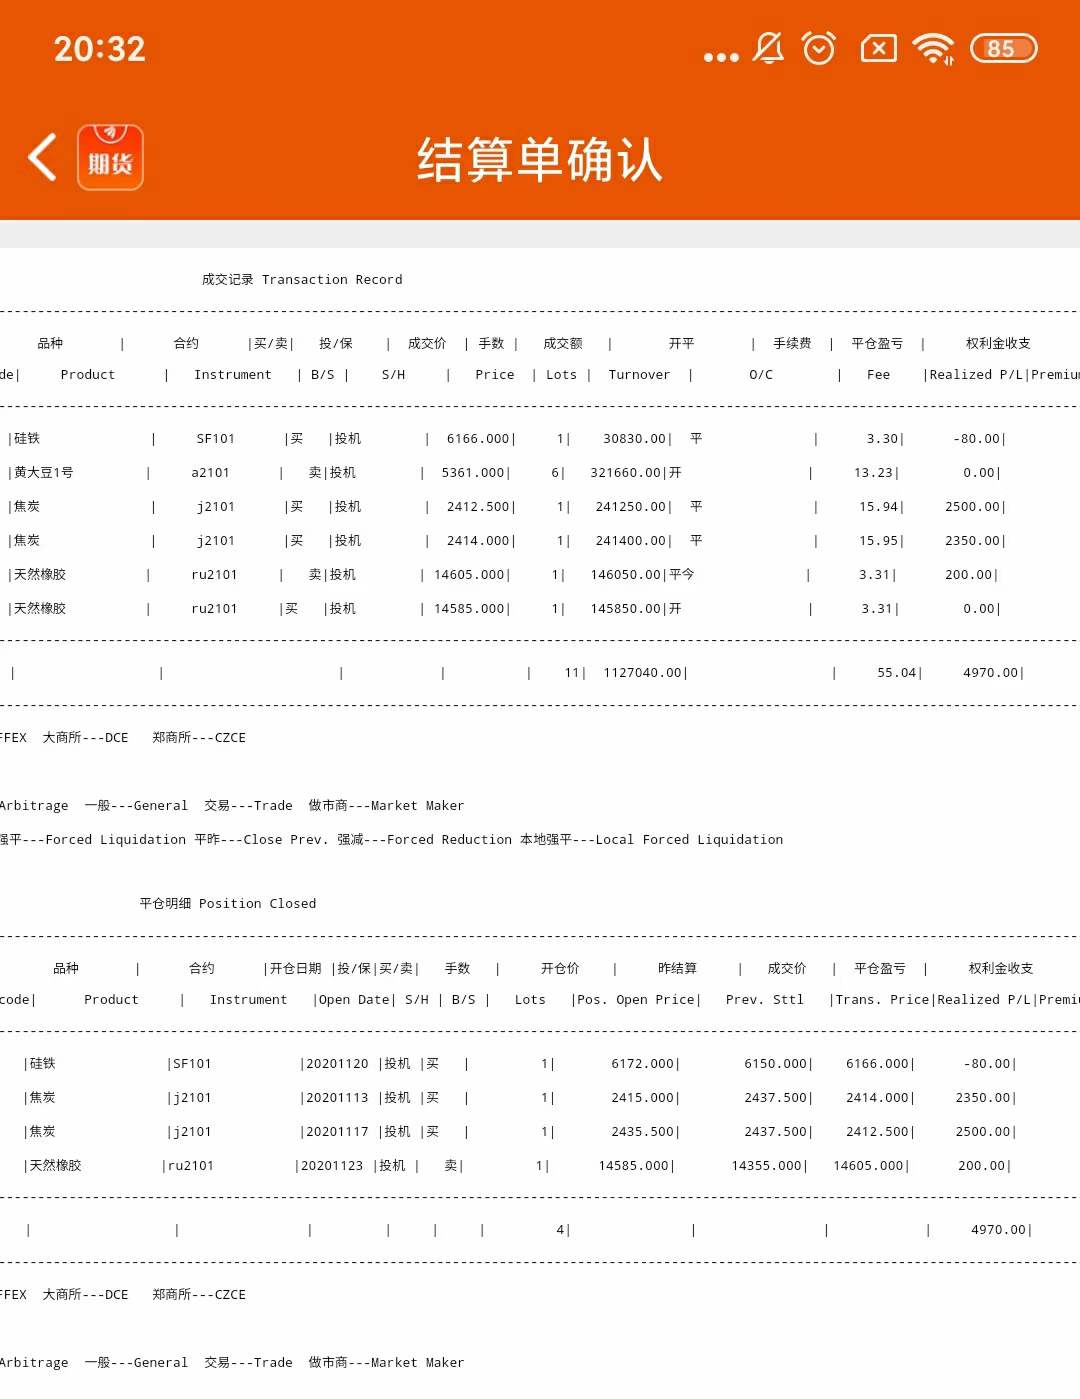 20:32
85
期货
结算单确认
成交记录 Transaction Record
品种 | 合约 |买/卖| 投/保 | 成交价 | 手数 | 成交额 | 开平 | 手续费 | 平仓盈亏 | 权利金收支
de| Product | Instrument | B/S | S/H | Price | Lots | Turnover | O/C | Fee |Realized P/L|Premium
|硅铁 | SF101 |买 |投机 | 6166.000| 1| 30830.00| 平 | 3.30| -80.00|
|黄大豆1号 | a2101 | 卖|投机 | 5361.000| 6| 321660.00|开 | 13.23| 0.00|
|焦炭 | j2101 |买 |投机 | 2412.500| 1| 241250.00| 平 | 15.94| 2500.00|
|焦炭 | j2101 |买 |投机 | 2414.000| 1| 241400.00| 平 | 15.95| 2350.00|
|天然橡胶 | ru2101 | 卖|投机 | 14605.000| 1| 146050.00|平今 | 3.31| 200.00|
|天然橡胶 | ru2101 |买 |投机 | 14585.000| 1| 145850.00|开 | 3.31| 0.00|
| | | | | 11| 1127040.00| | 55.04| 4970.00|
FFEX 大商所---DCE 郑商所---CZCE
Arbitrage 一般---General 交易---Trade 做市商---Market Maker
强平---Forced Liquidation 平昨---Close Prev. 强减---Forced Reduction 本地强平---Local Forced Liquidation
平仓明细 Position Closed
品种 | 合约 |开仓日期 |投/保|买/卖| 手数 | 开仓价 | 昨结算 | 成交价 | 平仓盈亏 | 权利金收支
code| Product | Instrument |Open Date| S/H | B/S | Lots |Pos. Open Price| Prev. Sttl |Trans. Price|Realized P/L|Premiu
|硅铁 |SF101 |20201120 |投机 |买 | 1| 6172.000| 6150.000| 6166.000| -80.00|
|焦炭 |j2101 |20201113 |投机 |买 | 1| 2415.000| 2437.500| 2414.000| 2350.00|
|焦炭 |j2101 |20201117 |投机 |买 | 1| 2435.500| 2437.500| 2412.500| 2500.00|
|天然橡胶 |ru2101 |20201123 |投机 | 卖| 1| 14585.000| 14355.000| 14605.000| 200.00|
| | | | | | 4| | | | 4970.00|
FFEX 大商所---DCE 郑商所---CZCE
Arbitrage 一般---General 交易---Trade 做市商---Market Maker